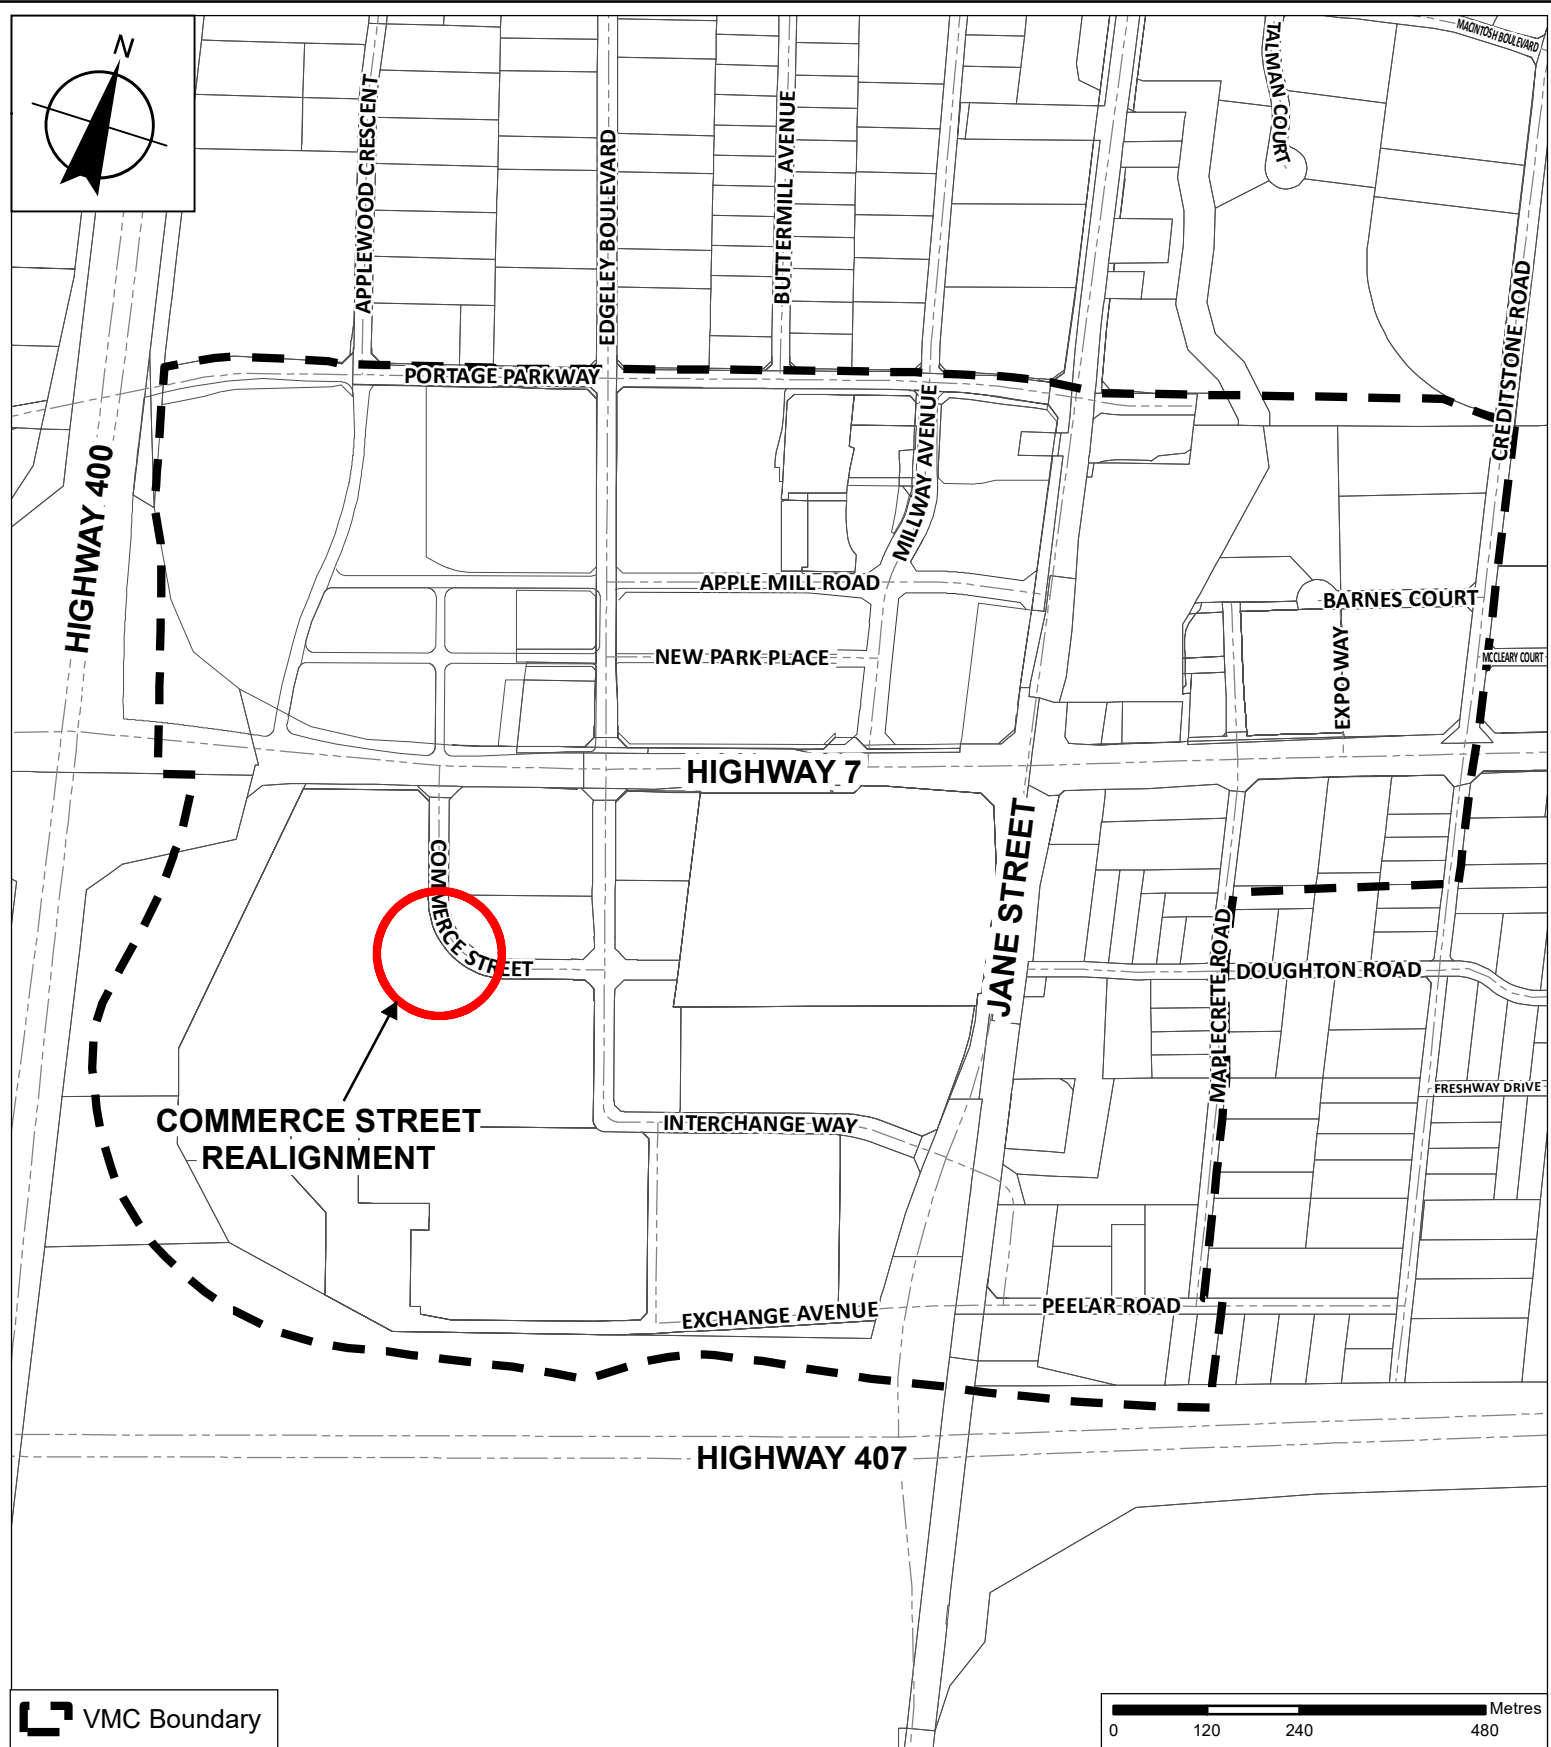 N
MACINTOSH BOULEVARD
TALMAN COURT
APPLEWOOD CRESCENT
EDGELEY BOULEVARD
BUTTERMILL AVENUE
CREDITSTONE ROAD
PORTAGE PARKWAY
MILLWAY AVENUE
HIGHWAY 400
APPLE MILL ROAD
BARNES COURT
NEW PARK PLACE
EXPO WAY
MCCLEARY COURT
HIGHWAY 7
JANE STREET
COMMERCE STREET
MAPLECRETE ROAD
DOUGHTON ROAD
FRESHWAY DRIVE
COMMERCE STREET
REALIGNMENT
INTERCHANGE WAY
EXCHANGE AVENUE
PEELAR ROAD
HIGHWAY 407
VMC Boundary
Metres
0 120 240 480